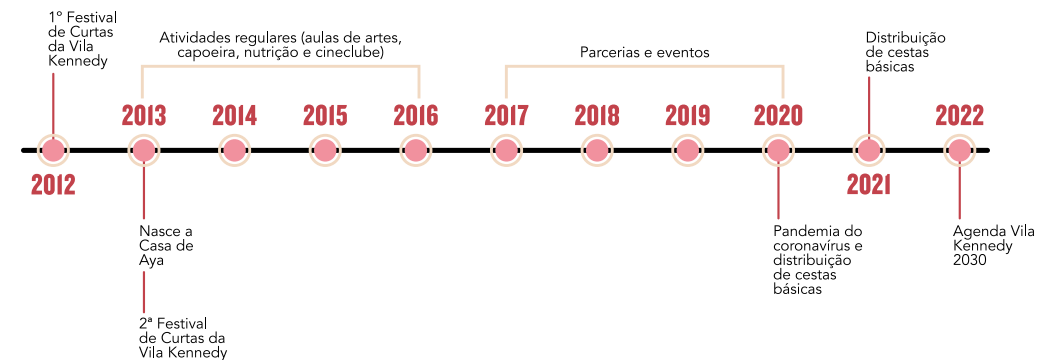 1º Festival
de Curtas
da Vila
Kennedy
Atividades regulares (aulas de artes,
capoeira, nutrição e cineclube)
Parcerias e eventos
Distribuição
de cestas
básicas
2013
2014
2015
2016
2017
2018
2019
2020
2022
2012
2021
Nasce a
Casa de
Aya
2ª Festival
de Curtas da
Vila Kennedy
Pandemia do
coronavírus e
distribuição
de cestas
básicas
Agenda Vila
Kennedy
2030